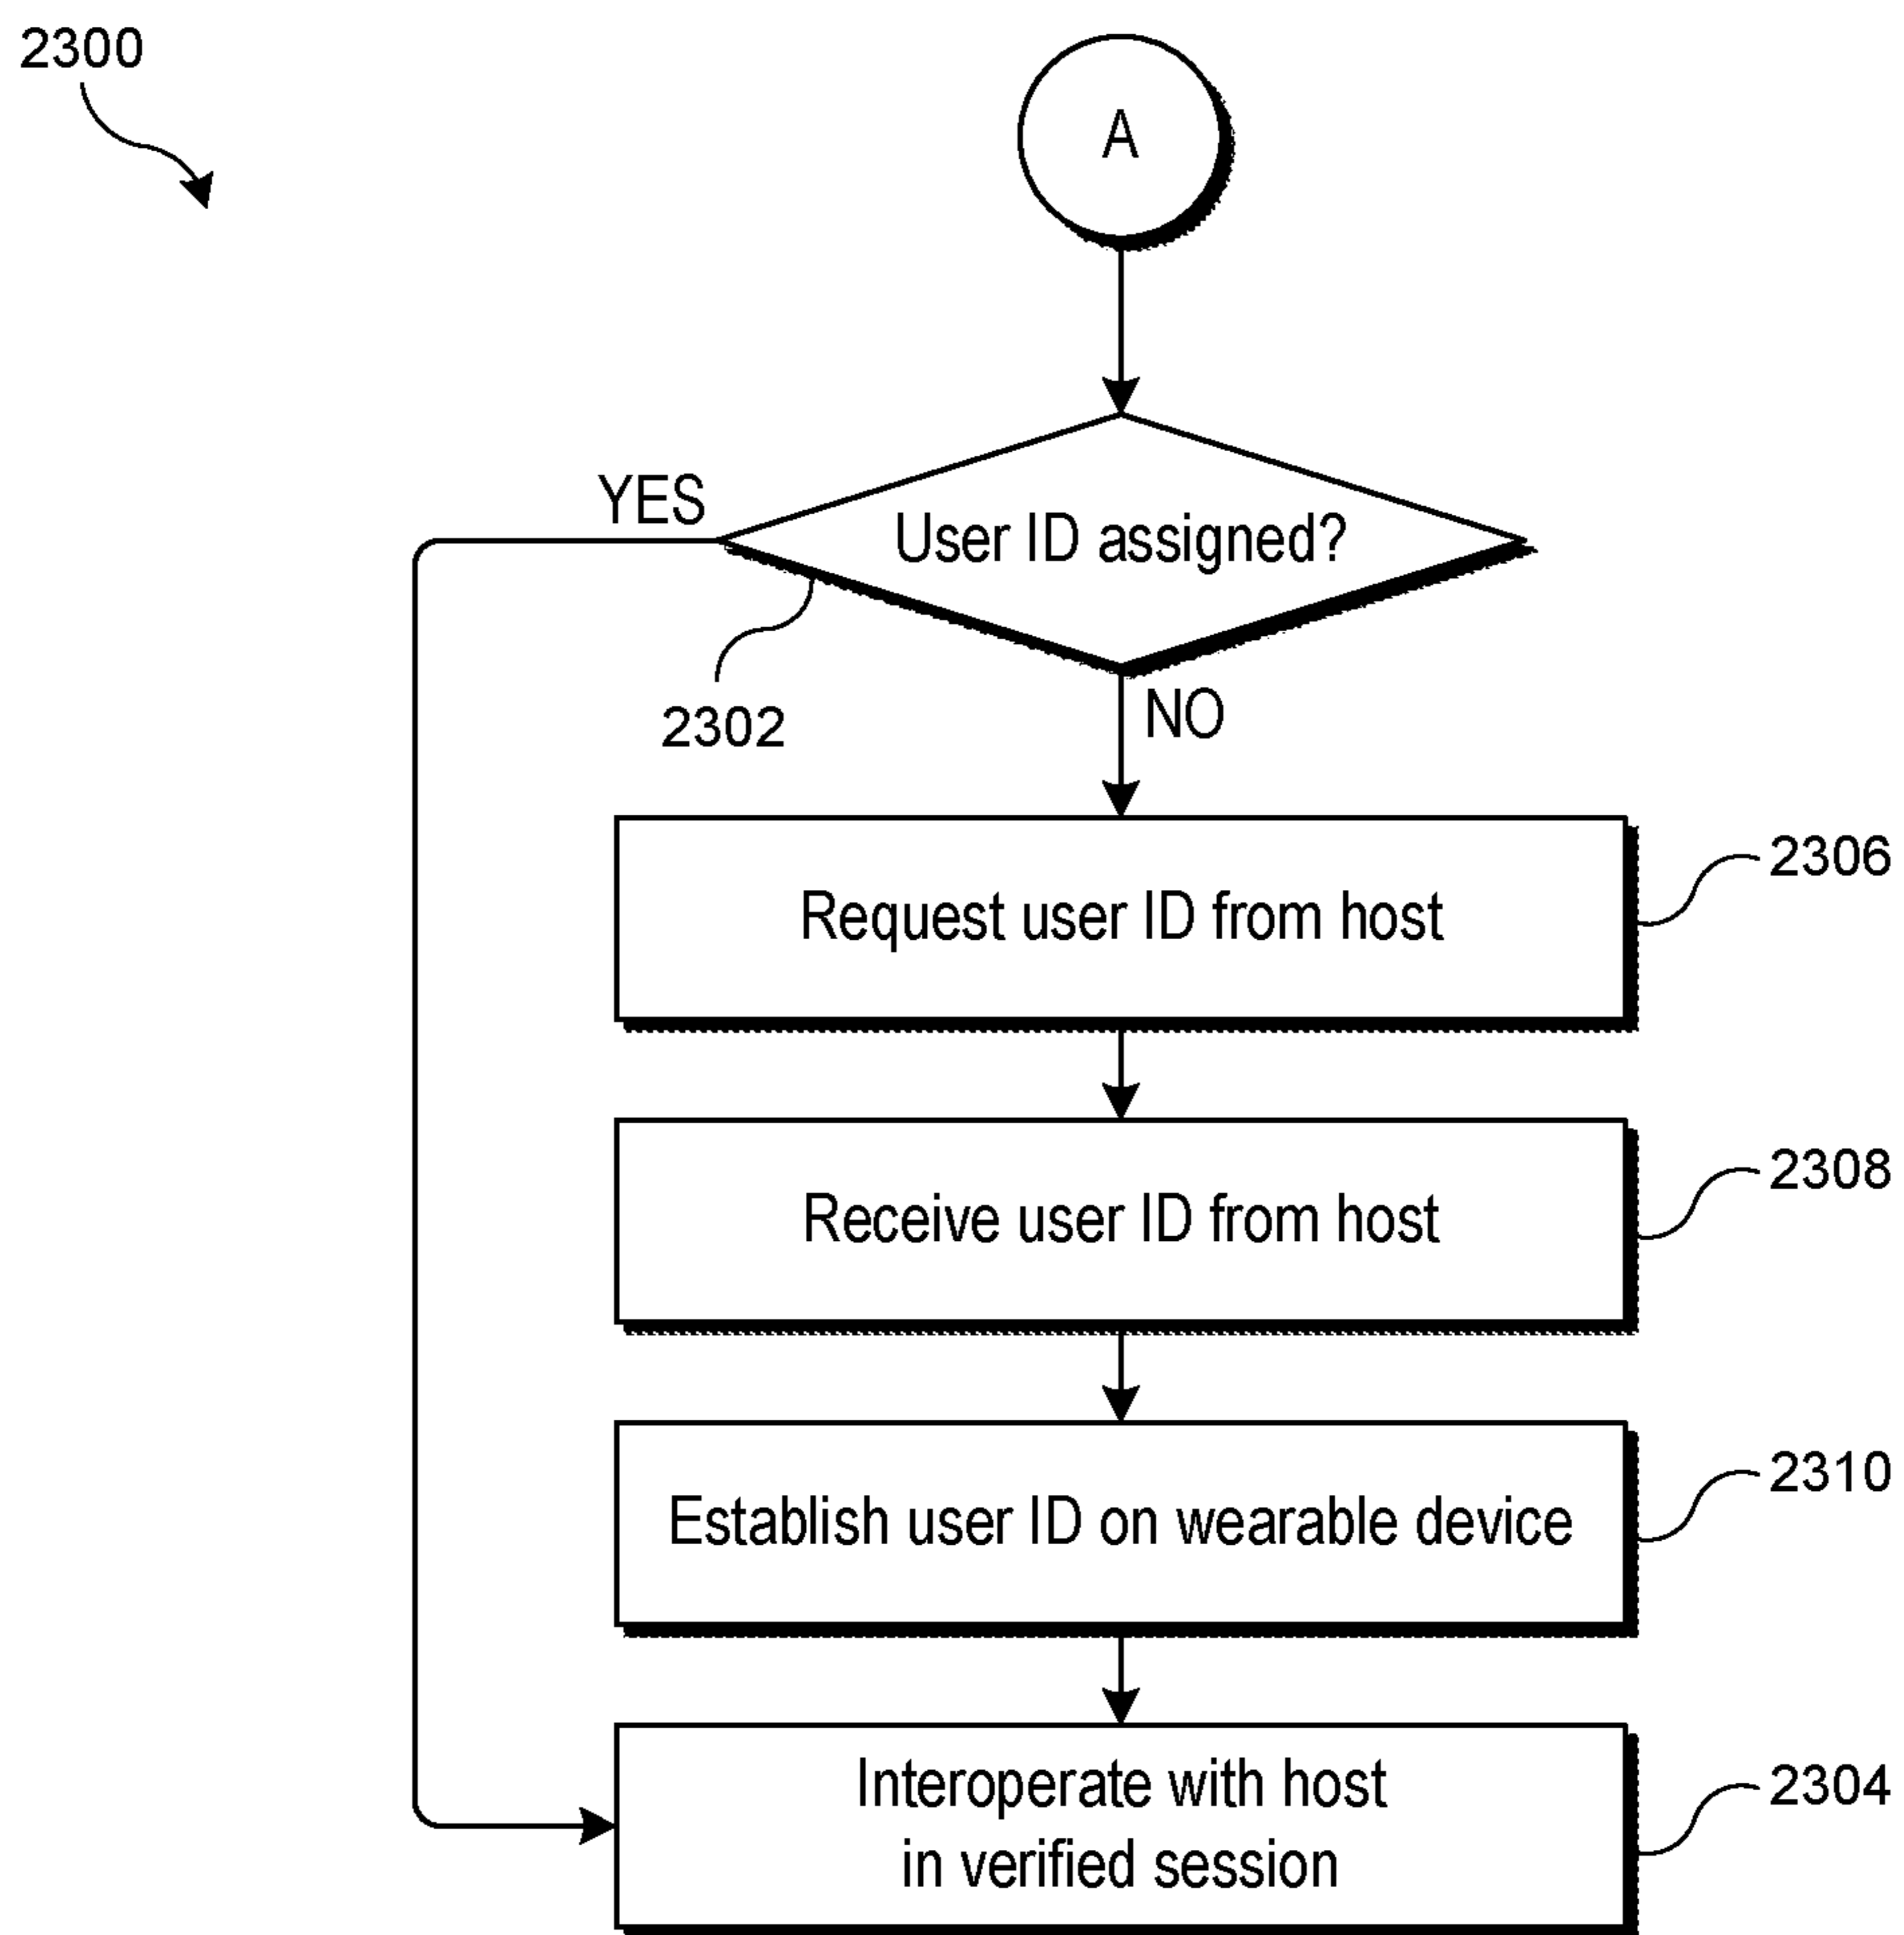 2300
A
YES
User ID assigned?
2302
NO
2306
Request user ID from host
2308
Receive user ID from host
2310
Establish user ID on wearable device
2304
Interoperate with host
in verified session